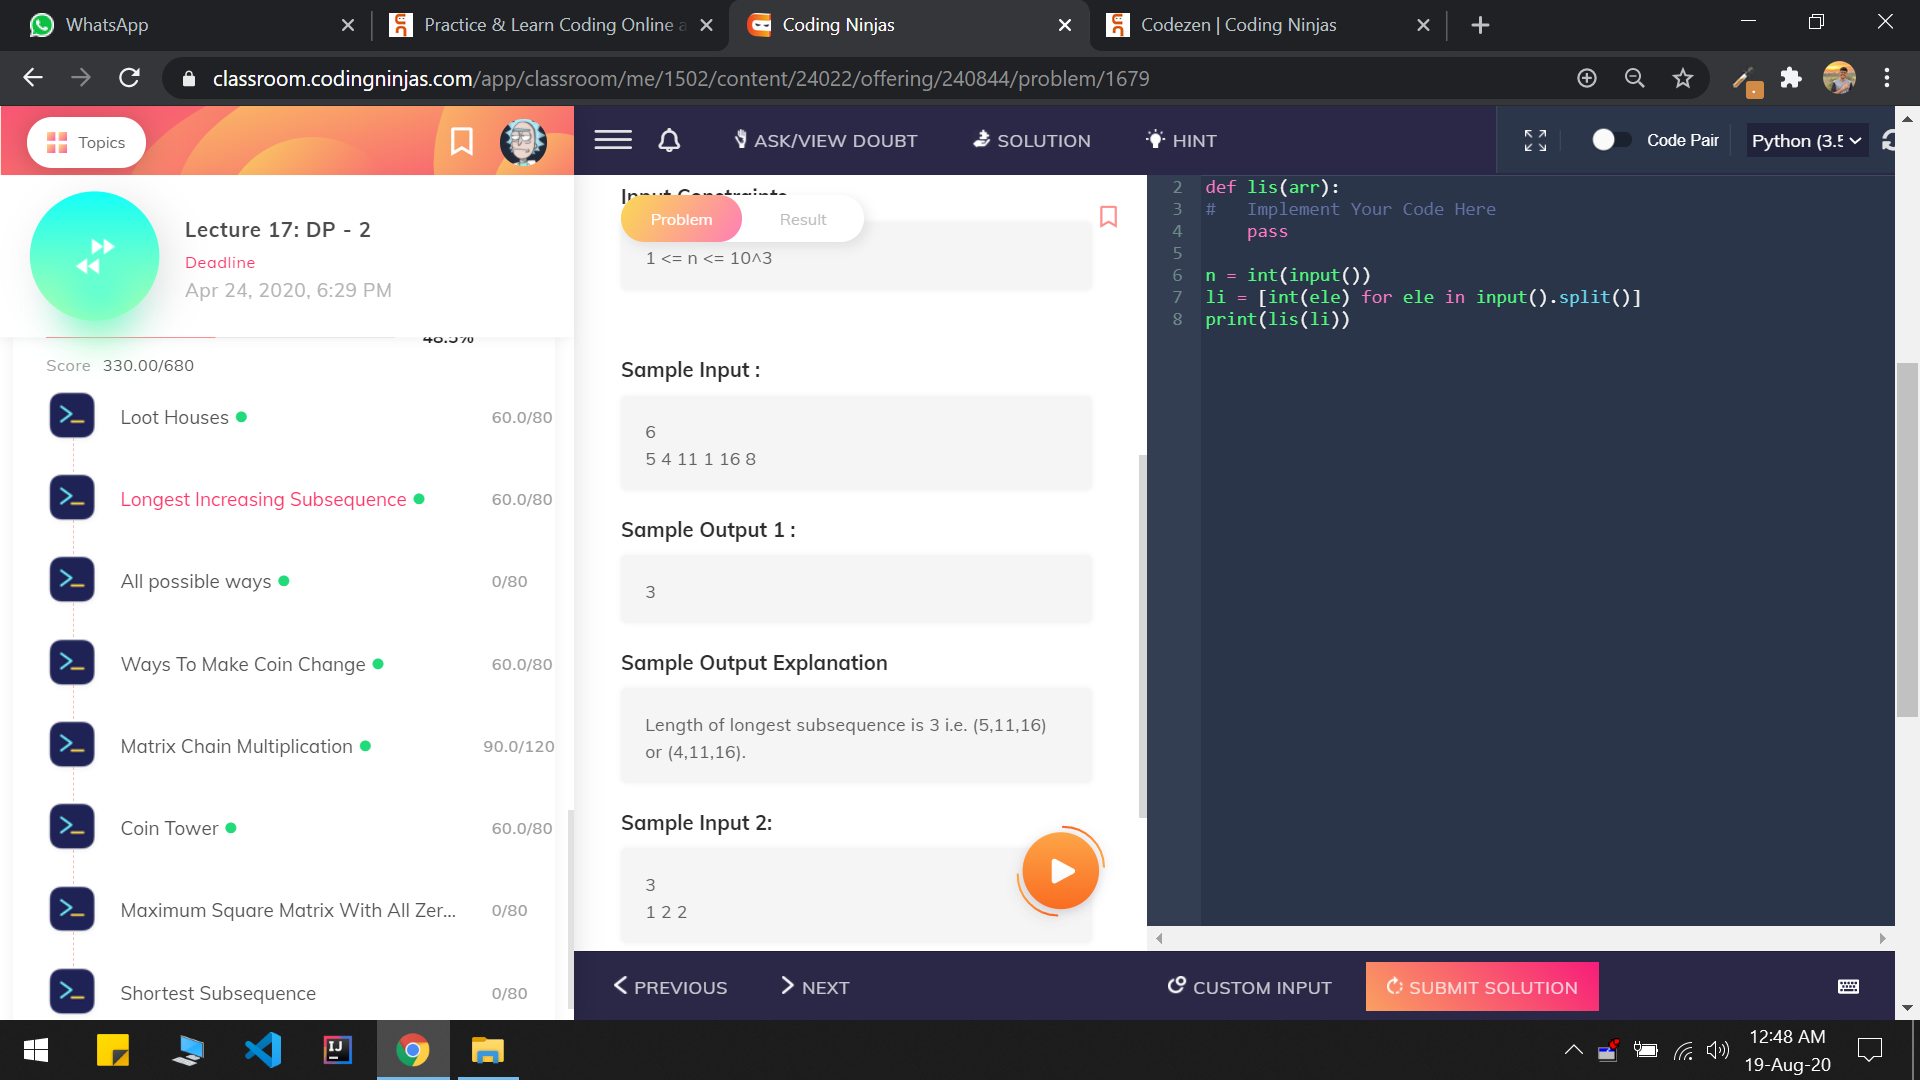 WhatsApp
Practice & Learn Coding Online a
Coding Ninjas
Codezen | Coding Ninjas
classroom.codingninjas.com/app/classroom/me/1502/content/24022/offering/240844/problem/1679
Topics
Lecture 17: DP - 2
Deadline
Apr 24, 2020, 6:29 PM
48.5%
Score 330.00/680
Loot Houses 60.0/80
Longest Increasing Subsequence 60.0/80
All possible ways 0/80
Ways To Make Coin Change 60.0/80
Matrix Chain Multiplication 90.0/120
Coin Tower 60.0/80
Maximum Square Matrix With All Zer... 0/80
Shortest Subsequence 0/80
ASK/VIEW DOUBT
SOLUTION
HINT
Code Pair
Python (3.5
Input Constraints
Problem
Result
1 <= n <= 10^3
Sample Input :
6
5 4 11 1 16 8
Sample Output 1 :
3
Sample Output Explanation
Length of longest subsequence is 3 i.e. (5,11,16)
or (4,11,16).
Sample Input 2:
3
1 2 2
2 def lis(arr):
3 #   Implement Your Code Here
4     pass
5
6 n = int(input())
7 li = [int(ele) for ele in input().split()]
8 print(lis(li))
PREVIOUS
NEXT
CUSTOM INPUT
SUBMIT SOLUTION
IJ
12:48 AM
19-Aug-20